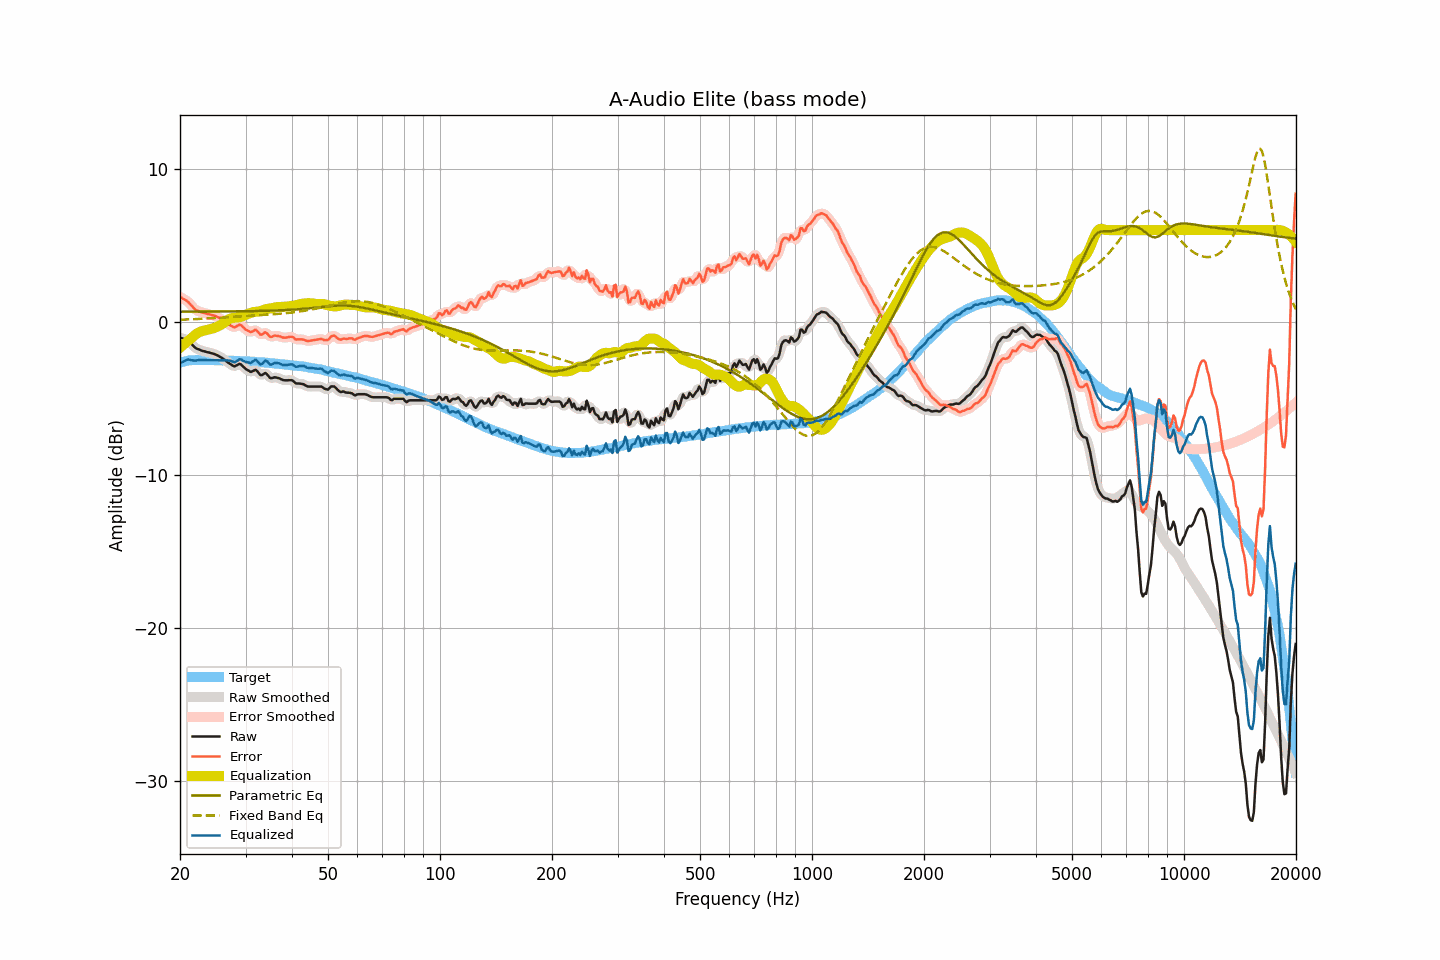 A-Audio Elite (bass mode)
10
0
−10
−20
−30
Amplitude (dBr)
Target
Raw Smoothed
Error Smoothed
Raw
Error
Equalization
Parametric Eq
Fixed Band Eq
Equalized
20 50 100 200 500 1000 2000 5000 10000 20000
Frequency (Hz)